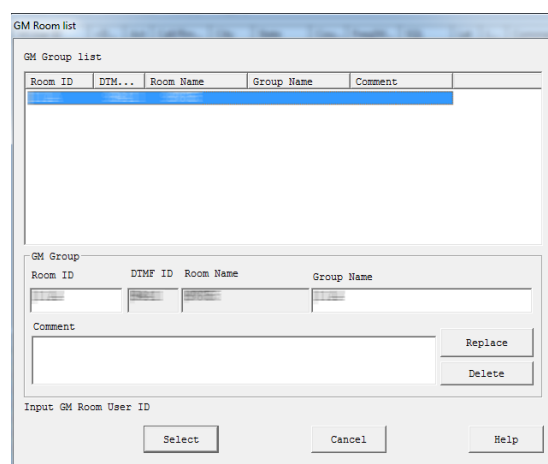 GM Room list
GM Group list
Room ID DTM... Room Name Group Name Comment
GM Group
Room ID DTMF ID Room Name Group Name
Comment
Replace
Delete
Input GM Room User ID
Select Cancel Help